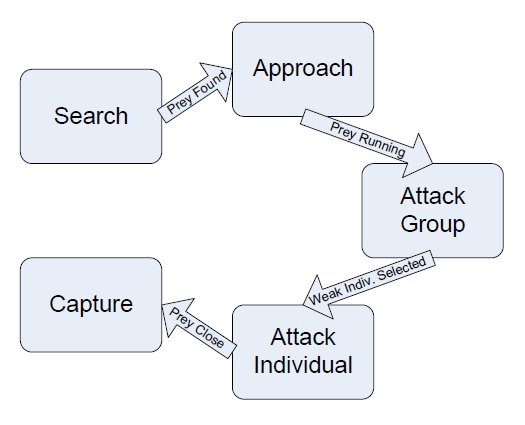 Search
Prey Found
Approach
Prey Running
Attack
Group
Weak Indiv. Selected
Attack
Individual
Prey Close
Capture